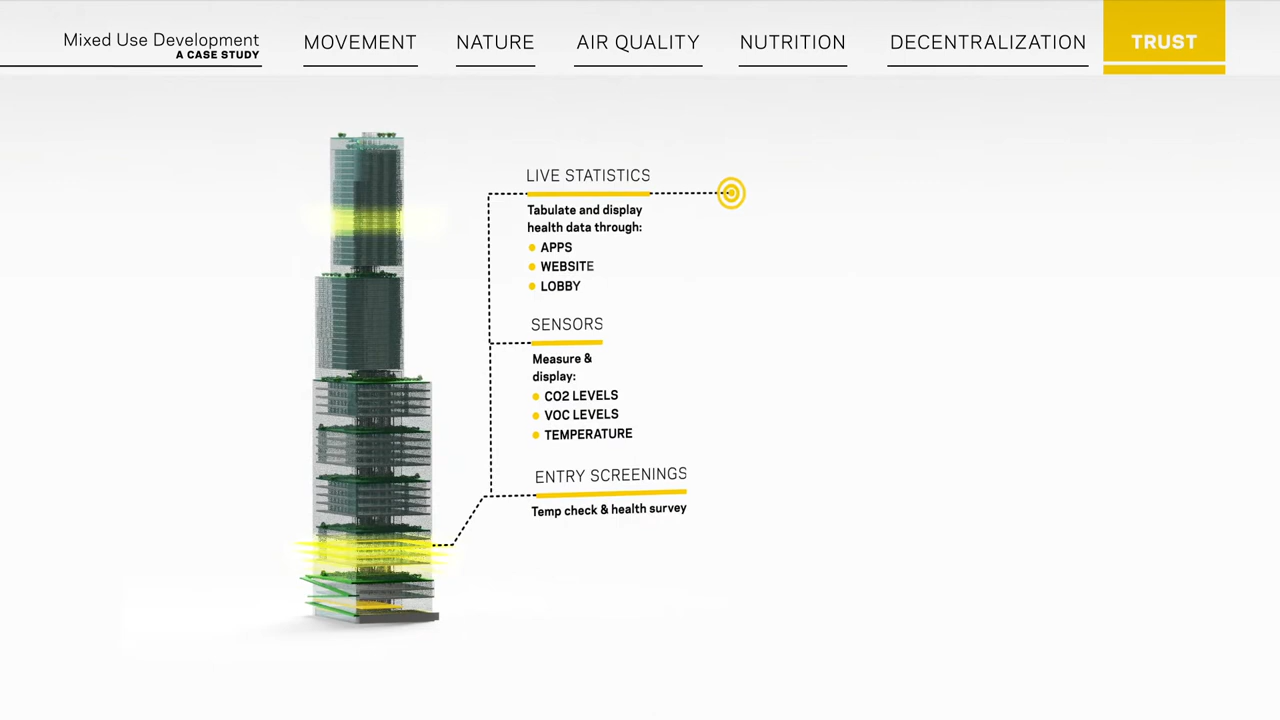 Mixed Use Development
A CASE STUDY
MOVEMENT
NATURE
AIR QUALITY
NUTRITION
DECENTRALIZATION
TRUST
LIVE STATISTICS
Tabulate and display
health data through:
APPS
WEBSITE
LOBBY
SENSORS
Measure &
display:
CO2 LEVELS
VOC LEVELS
TEMPERATURE
ENTRY SCREENINGS
Temp check & health survey